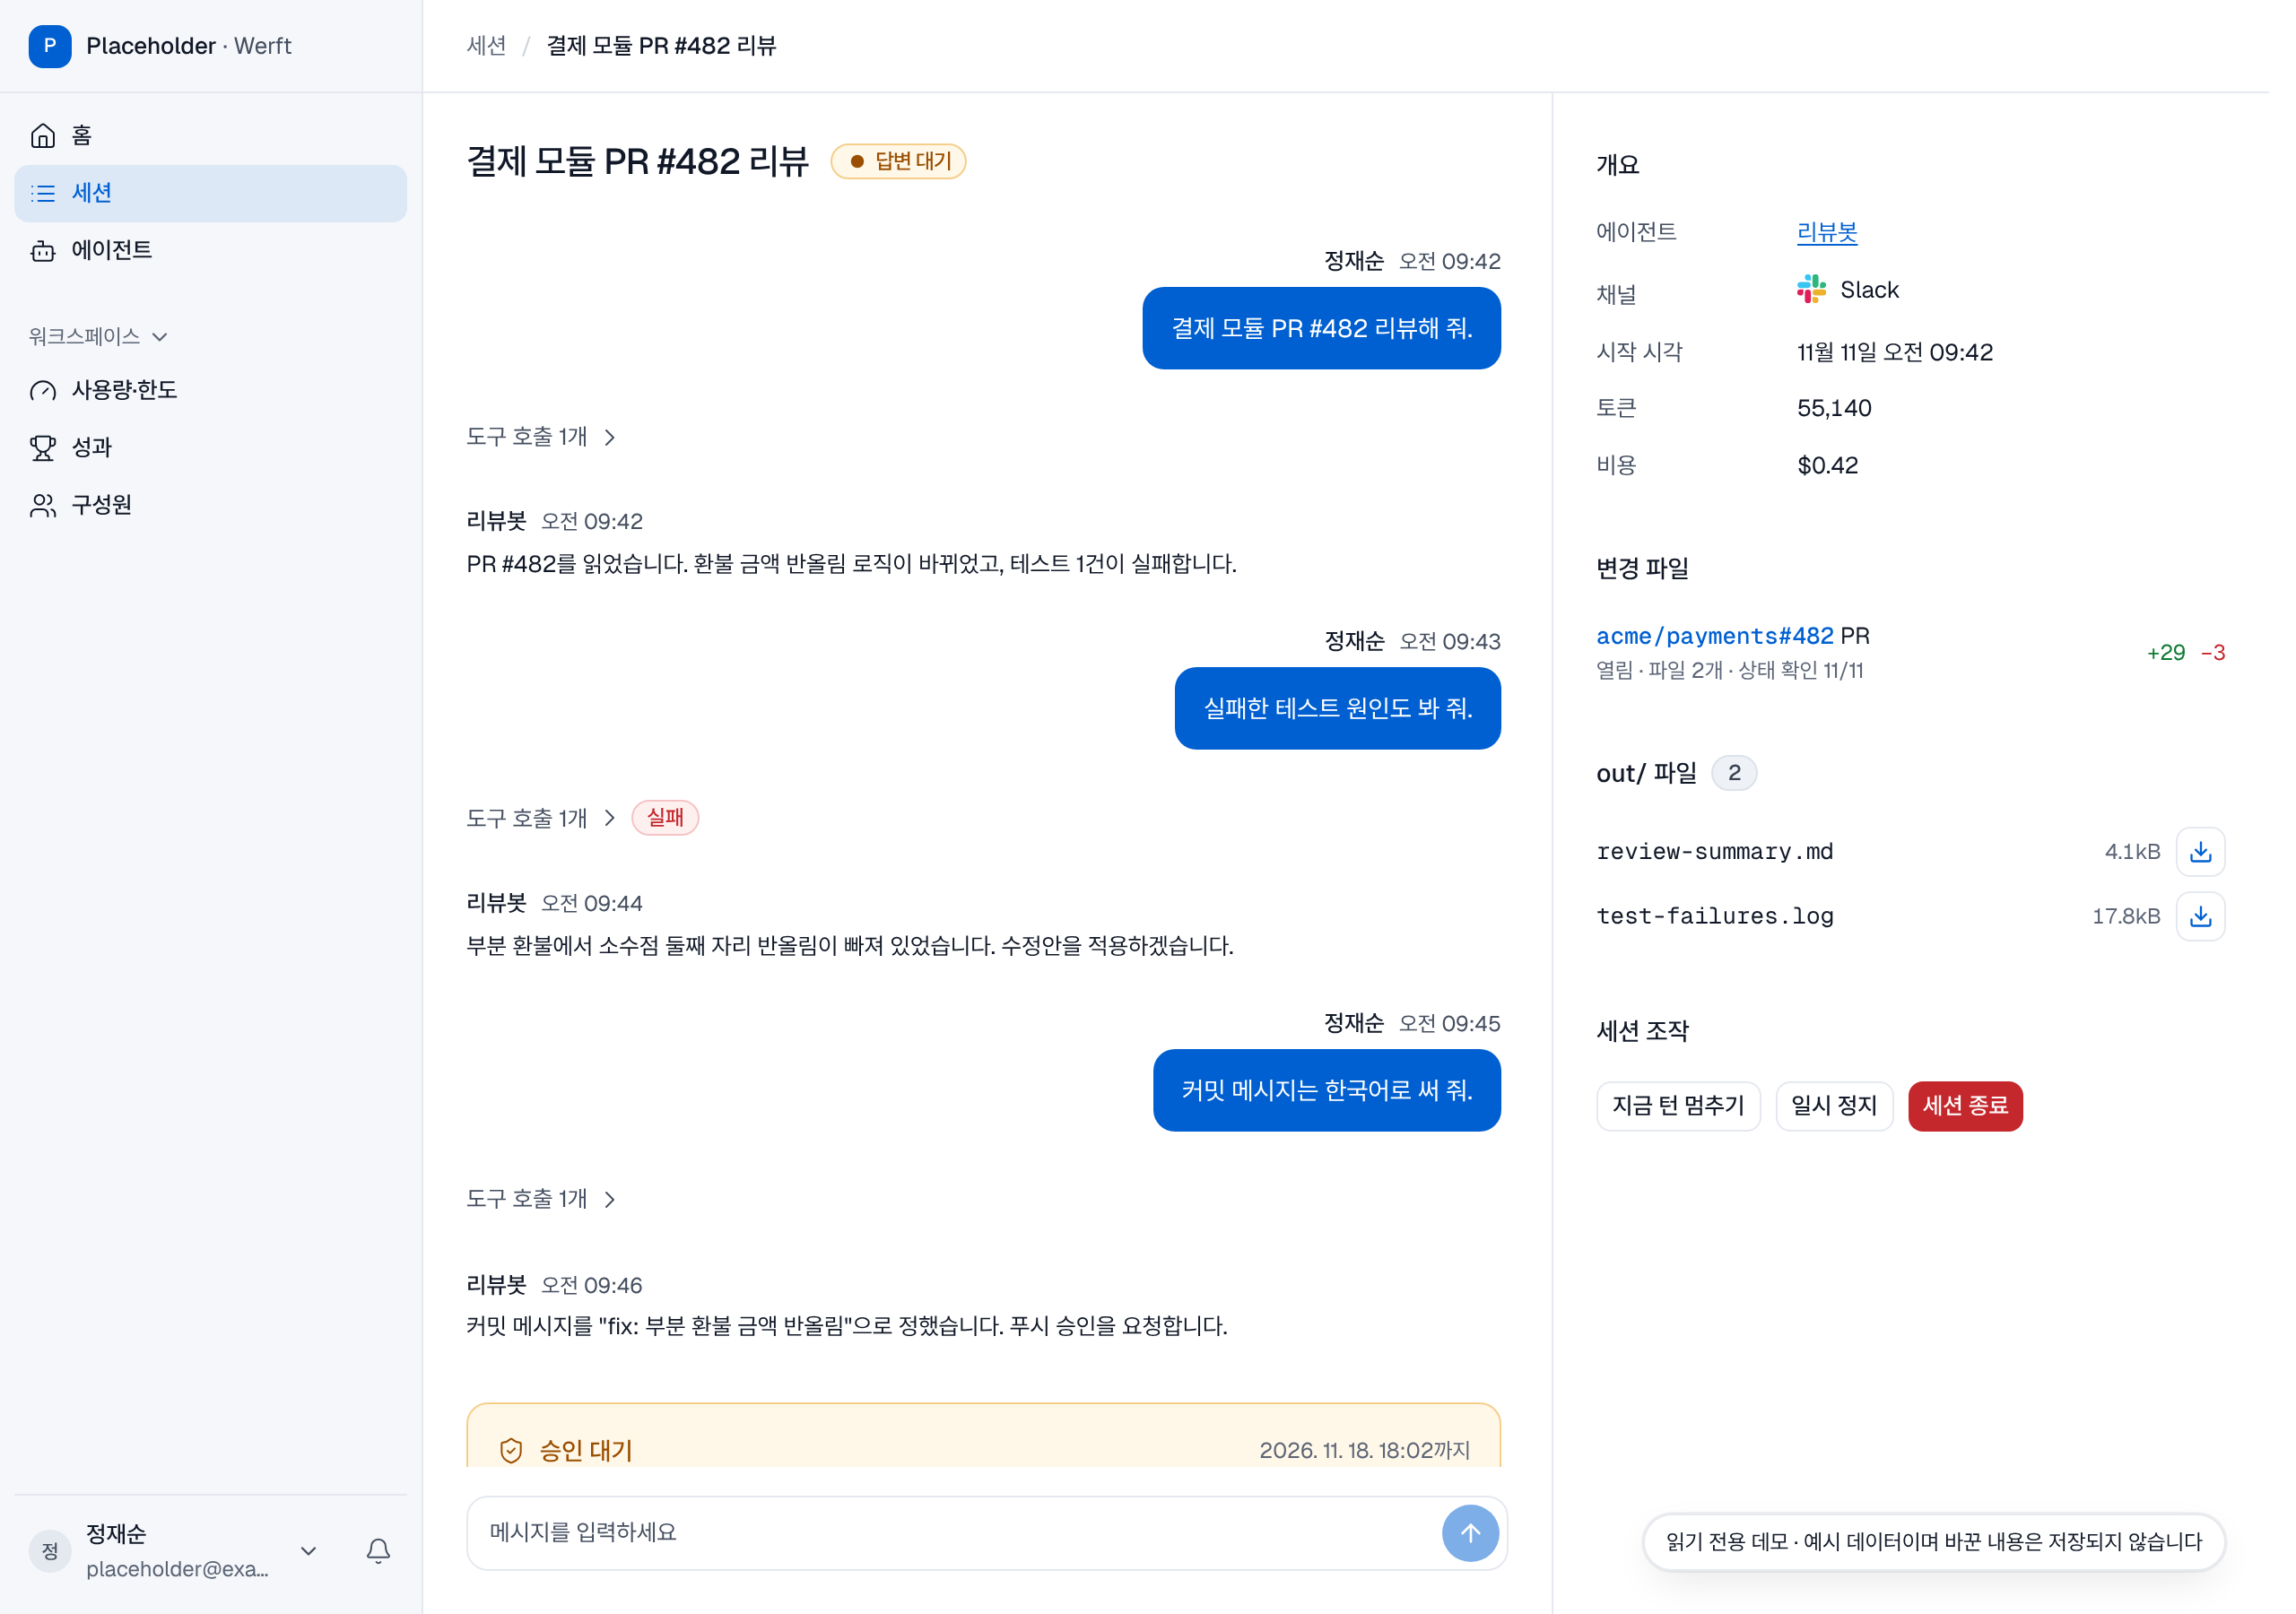 P Placeholder · Werft
홈
세션
에이전트
워크스페이스
사용량·한도
성과
구성원
정 정재순
placeholder@exa...
세션 / 결제 모듈 PR #482 리뷰
결제 모듈 PR #482 리뷰 답변 대기
정재순 오전 09:42
결제 모듈 PR #482 리뷰해 줘.
도구 호출 1개
리뷰봇 오전 09:42
PR #482를 읽었습니다. 환불 금액 반올림 로직이 바뀌었고, 테스트 1건이 실패합니다.
정재순 오전 09:43
실패한 테스트 원인도 봐 줘.
도구 호출 1개 실패
리뷰봇 오전 09:44
부분 환불에서 소수점 둘째 자리 반올림이 빠져 있었습니다. 수정안을 적용하겠습니다.
정재순 오전 09:45
커밋 메시지는 한국어로 써 줘.
도구 호출 1개
리뷰봇 오전 09:46
커밋 메시지를 "fix: 부분 환불 금액 반올림"으로 정했습니다. 푸시 승인을 요청합니다.
승인 대기 2026. 11. 18. 18:02까지
메시지를 입력하세요
개요
에이전트 리뷰봇
채널 Slack
시작 시각 11월 11일 오전 09:42
토큰 55,140
비용 $0.42
변경 파일
acme/payments#482 PR
열림 · 파일 2개 · 상태 확인 11/11
+29 −3
out/ 파일 2
review-summary.md 4.1kB
test-failures.log 17.8kB
세션 조작
지금 턴 멈추기 일시 정지 세션 종료
읽기 전용 데모 · 예시 데이터이며 바꾼 내용은 저장되지 않습니다